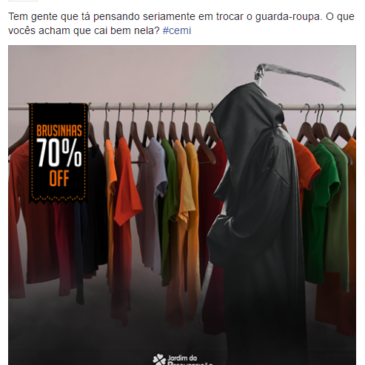 Tem gente que tá pensando seriamente em trocar o guarda-roupa. O que
vocês acham que cai bem nela? #cemi
BRUSINHAS
70%
OFF
Jardim da